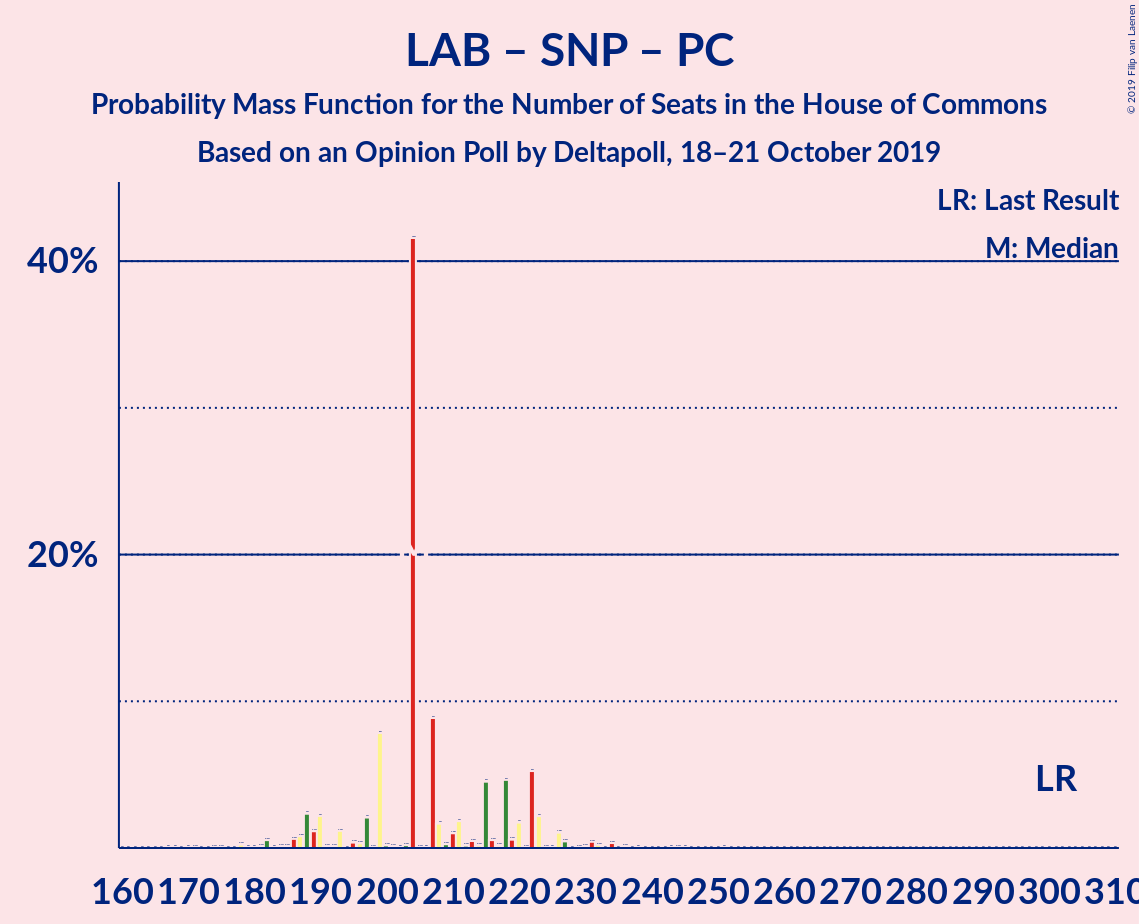 LAB – SNP – PC
Probability Mass Function for the Number of Seats in the House of Commons
Based on an Opinion Poll by Deltapoll, 18–21 October 2019
© 2019 Filip van Laenen
LR: Last Result
M: Median
40%
20%
LR
160 170 180 190 200 210 220 230 240 250 260 270 280 290 300 310